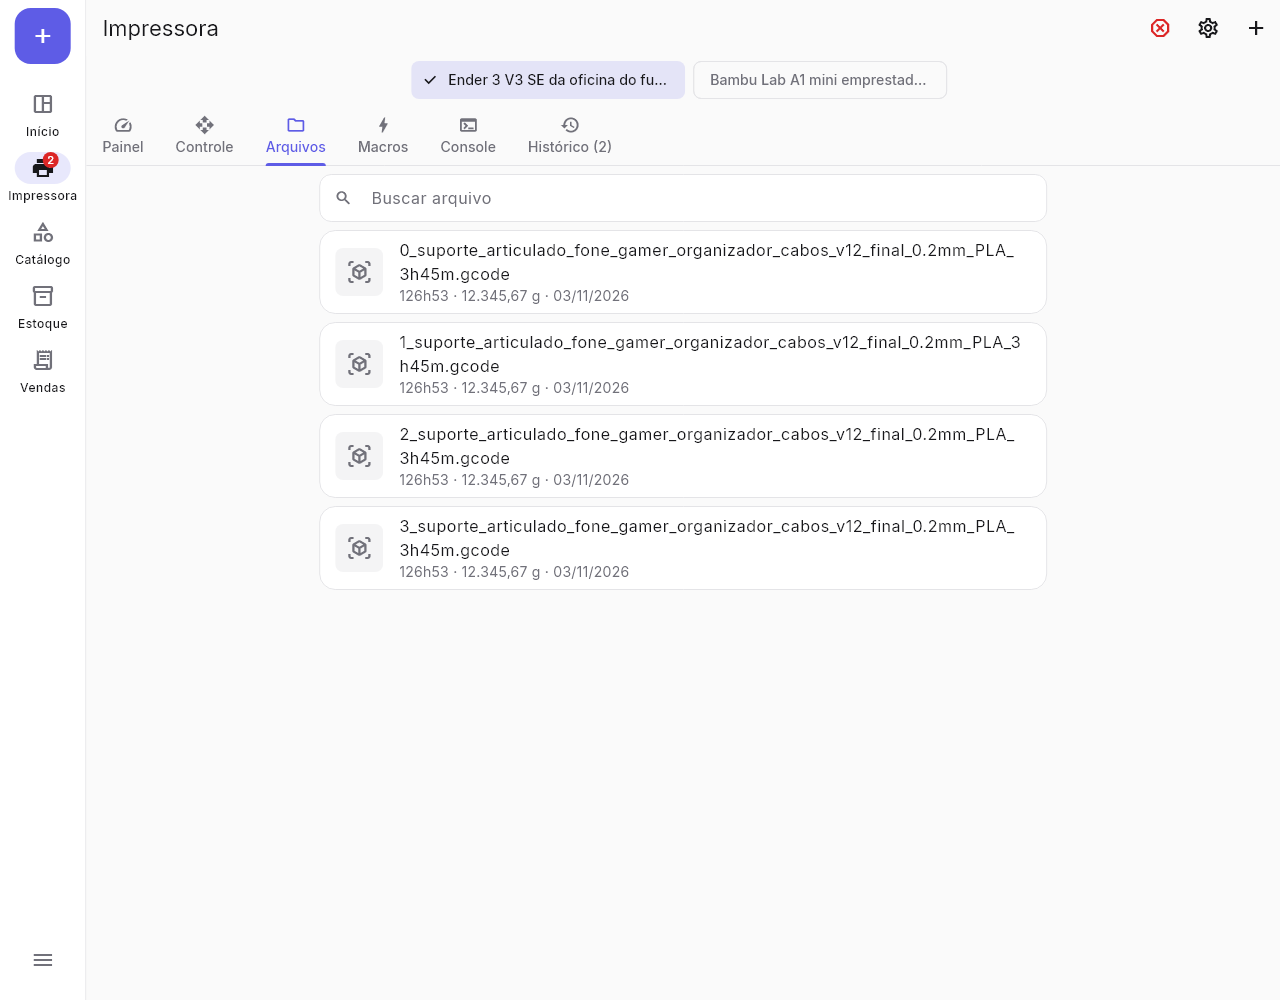 Impressora
Ender 3 V3 SE da oficina do fu...
Bambu Lab A1 mini emprestad...
Início
2
Impressora
Catálogo
Estoque
Vendas
Painel
Controle
Arquivos
Macros
Console
Histórico (2)
Buscar arquivo
0_suporte_articulado_fone_gamer_organizador_cabos_v12_final_0.2mm_PLA_
3h45m.gcode
126h53 · 12.345,67 g · 03/11/2026
1_suporte_articulado_fone_gamer_organizador_cabos_v12_final_0.2mm_PLA_3
h45m.gcode
126h53 · 12.345,67 g · 03/11/2026
2_suporte_articulado_fone_gamer_organizador_cabos_v12_final_0.2mm_PLA_
3h45m.gcode
126h53 · 12.345,67 g · 03/11/2026
3_suporte_articulado_fone_gamer_organizador_cabos_v12_final_0.2mm_PLA_
3h45m.gcode
126h53 · 12.345,67 g · 03/11/2026